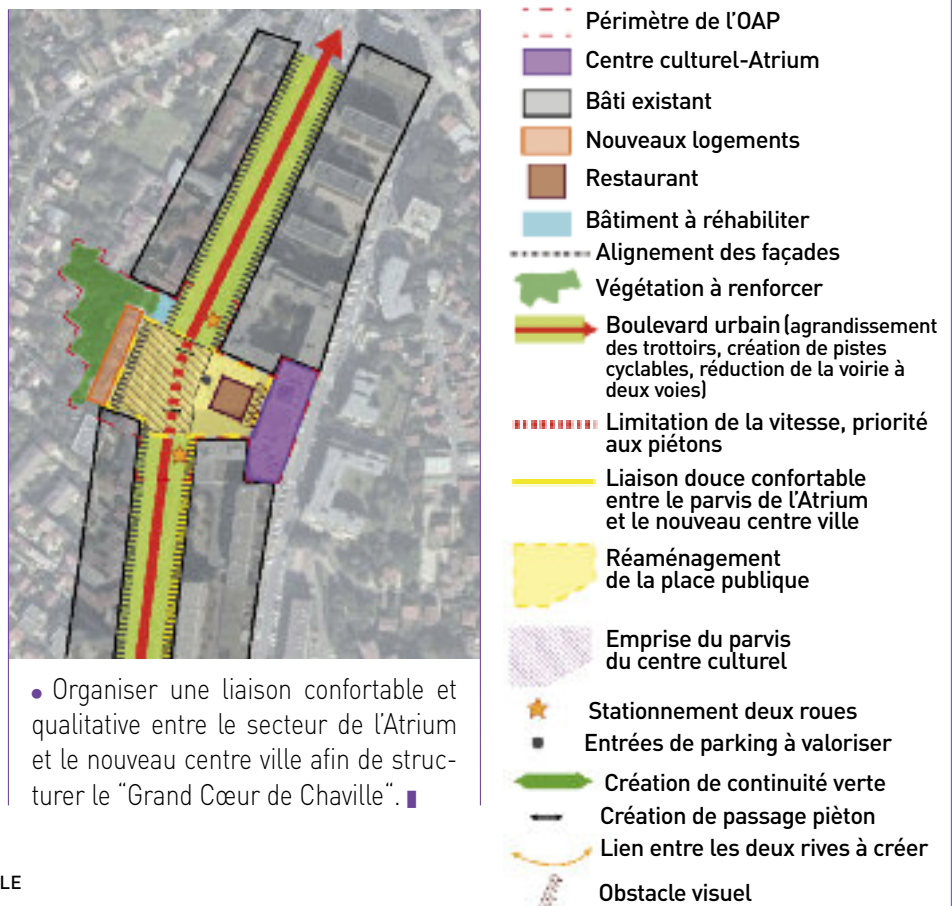 Périmètre de l'OAP
Centre culturel-Atrium
Bâti existant
Nouveaux logements
Restaurant
Bâtiment à réhabiliter
Alignement des façades
Végétation à renforcer
Boulevard urbain (agrandissement
des trottoirs, création de pistes
cyclables, réduction de la voirie à
deux voies)
Limitation de la vitesse, priorité
aux piétons
Liaison douce confortable
entre le parvis de l'Atrium
et le nouveau centre ville
Réaménagement
de la place publique
Emprise du parvis
du centre culturel
Stationnement deux roues
Entrées de parking à valoriser
Création de continuité verte
Création de passage pièton
Lien entre les deux rives à créer
Obstacle visuel
• Organiser une liaison confortable et
qualitative entre le secteur de l'Atrium
et le nouveau centre ville afin de struc-
turer le "Grand Cœur de Chaville".
LE